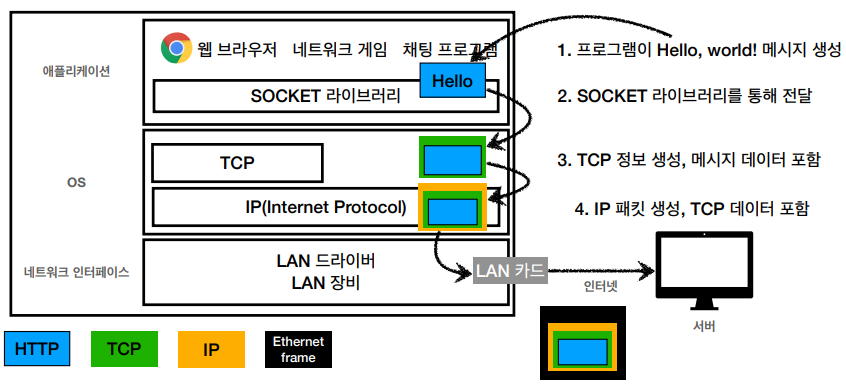 애플리케이션
웹 브라우저 네트워크 게임 채팅 프로그램
Hello
SOCKET 라이브러리
1. 프로그램이 Hello, world! 메시지 생성
2. SOCKET 라이브러리를 통해 전달
OS
TCP
IP(Internet Protocol)
3. TCP 정보 생성, 메시지 데이터 포함
4. IP 패킷 생성, TCP 데이터 포함
네트워크 인터페이스
LAN 드라이버
LAN 장비
LAN 카드
인터넷
서버
HTTP
TCP
IP
Ethernet
frame